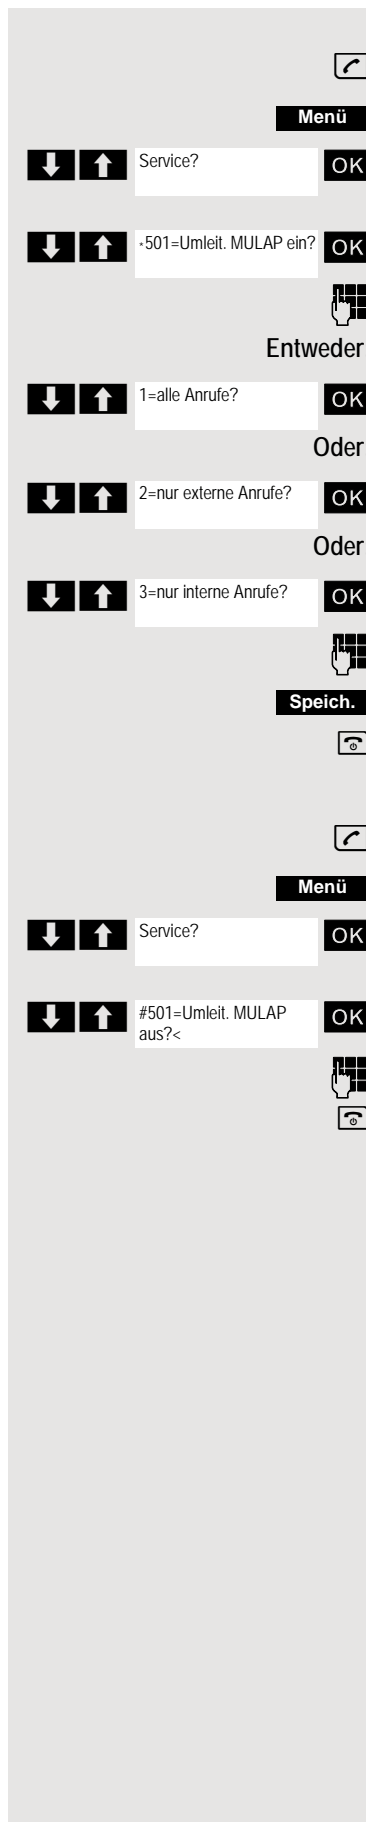 Menü
Service? OK
*501=Umleit. MULAP ein? OK
Entweder
1=alle Anrufe? OK
Oder
2=nur externe Anrufe? OK
Oder
3=nur interne Anrufe? OK
Speich.
Menü
Service? OK
#501=Umleit. MULAP OK
aus?<